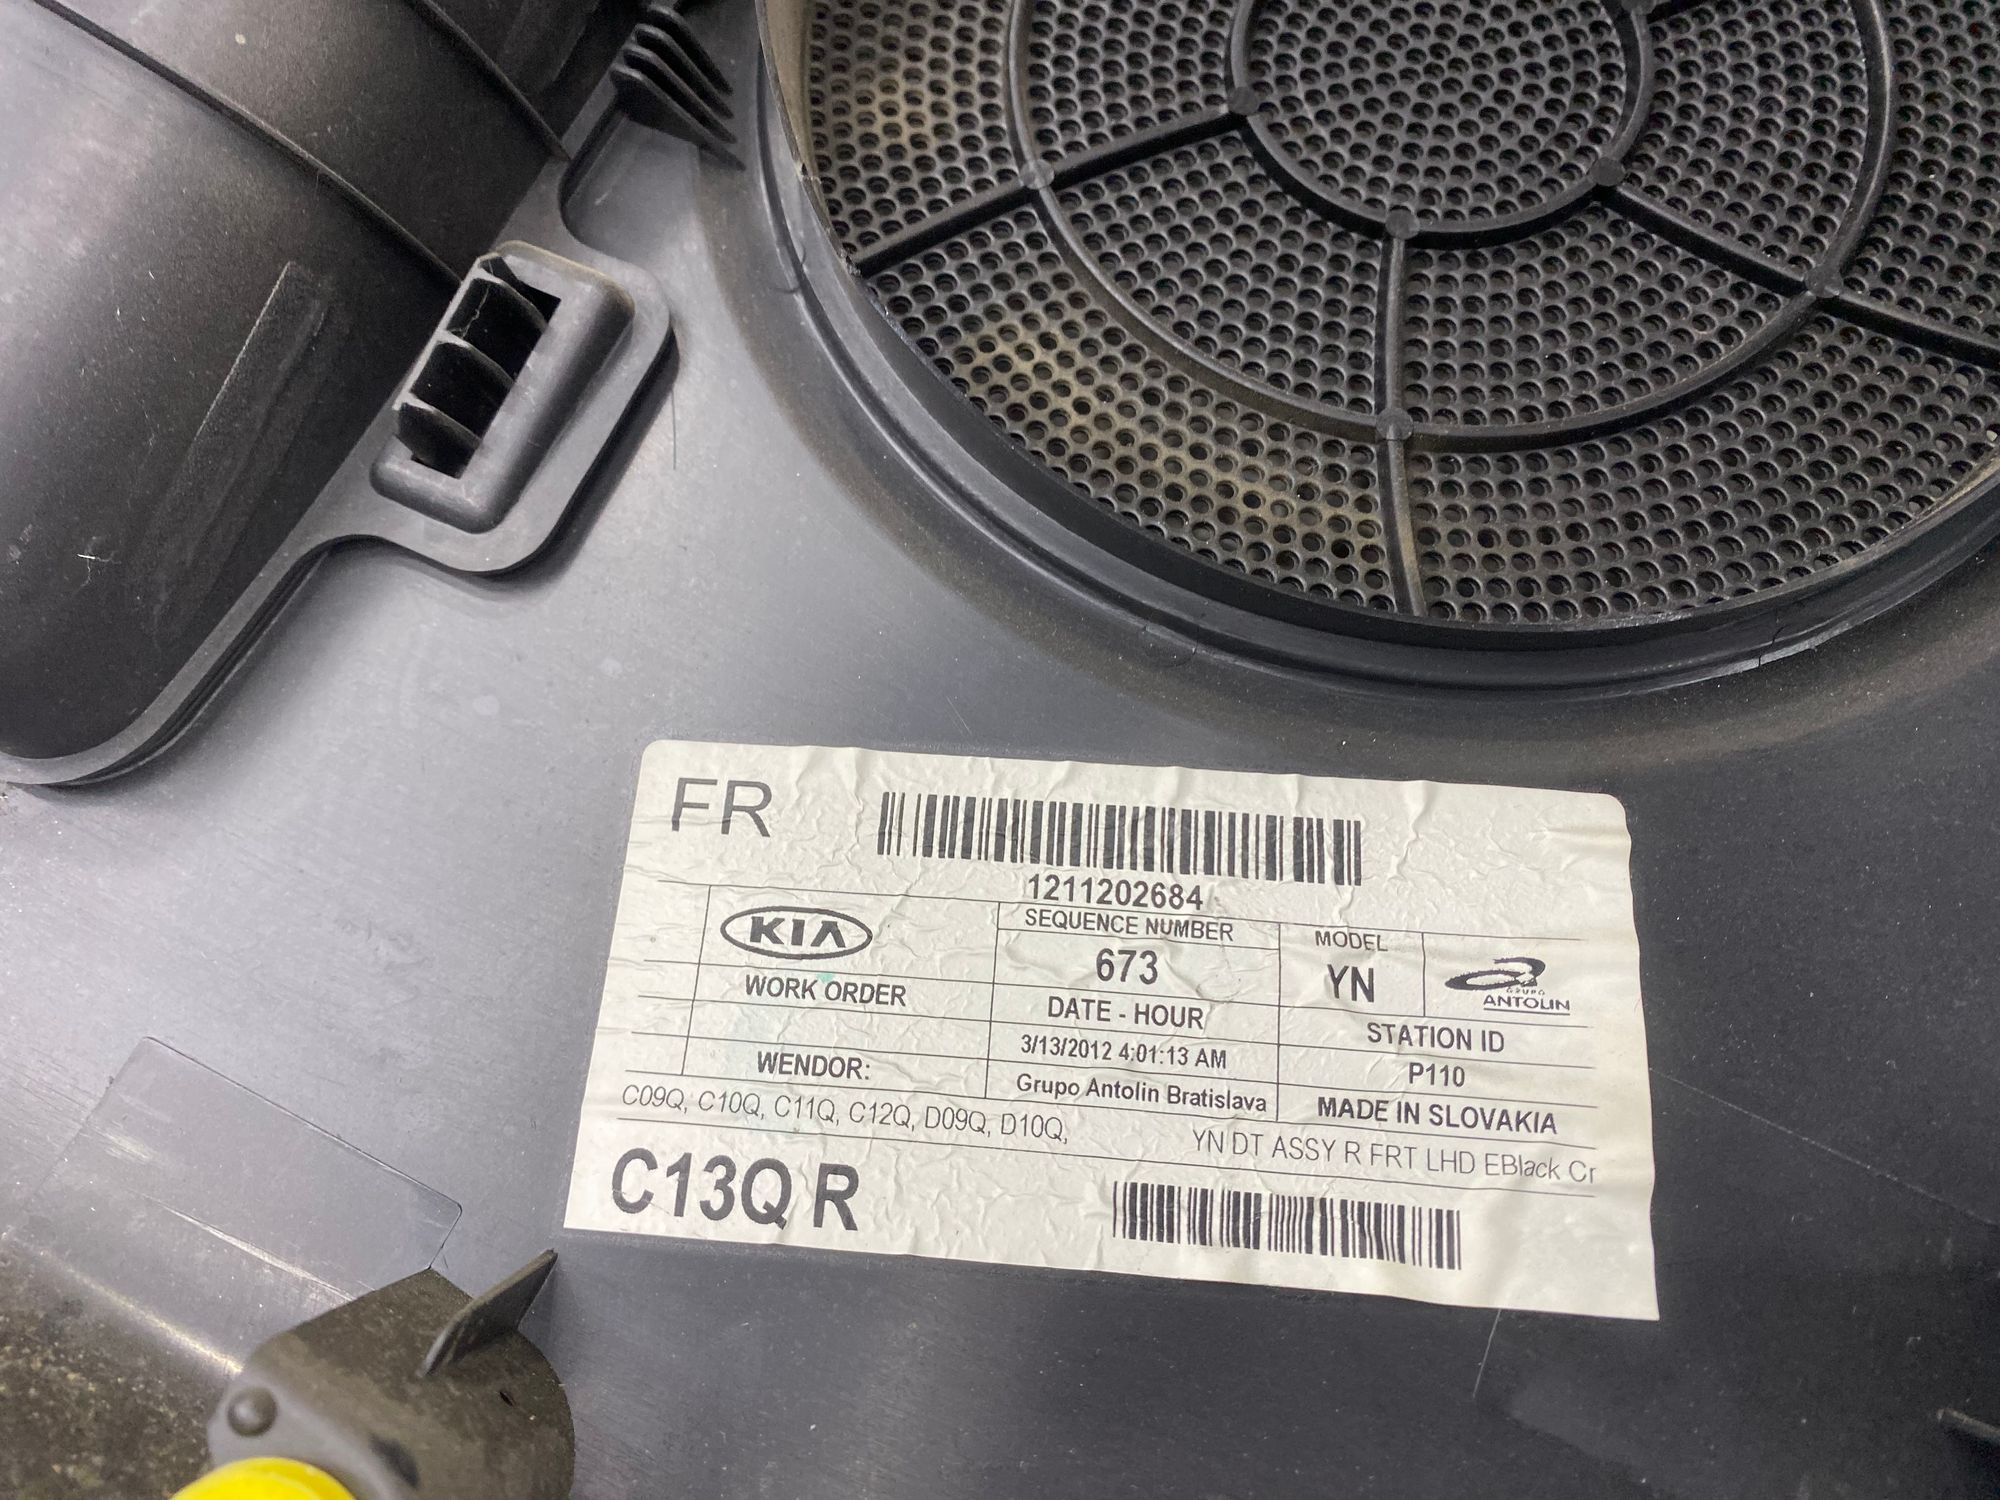 FR
1211202684
KIA
SEQUENCE NUMBER
673
MODEL
YN
GRUPO
ANTOLIN
WORK ORDER
DATE - HOUR
STATION ID
3/13/2012 4:01:13 AM
P110
WENDOR:
Grupo Antolin Bratislava
MADE IN SLOVAKIA
C09Q, C10Q, C11Q, C12Q, D09Q, D10Q,
YN DT ASSY R FRT LHD EBlack Cr
C13Q R